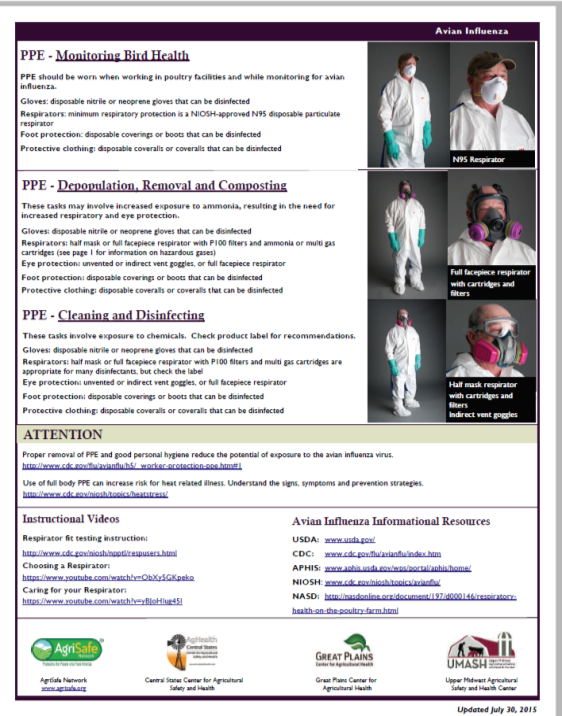 Avian Influenza
PPE - Monitoring Bird Health
PPE should be worn when working in poultry facilities and while monitoring for avian
influenza.
Gloves: disposable nitrile or neoprene gloves that can be disinfected
Respirators: minimum respiratory protection is a NIOSH-approved N95 disposable particulate
respirator
Foot protection: disposable coverings or boots that can be disinfected
Protective clothing: disposable coveralls or coveralls that can be disinfected
N95 Respirator
PPE - Depopulation, Removal and Composting
These tasks may involve increased exposure to ammonia, resulting in the need for
increased respiratory and eye protection.
Gloves: disposable nitrile or neoprene gloves that can be disinfected
Respirators: half mask or full facepiece respirator with P100 filters and ammonia or multi gas
cartridges (see page 1 for information on hazardous gases)
Eye protection: unvented or indirect vent goggles, or full facepiece respirator
Foot protection: disposable coverings or boots that can be disinfected
Protective clothing: disposable coveralls or coveralls that can be disinfected
Full facepiece respirator
with cartridges and
filters
PPE - Cleaning and Disinfecting
These tasks involve exposure to chemicals. Check product label for recommendations.
Gloves: disposable nitrile or neoprene gloves that can be disinfected
Respirators: half mask or full facepiece respirator with P100 filters and multi gas cartridges are
appropriate for many disinfectants, but check the label
Eye protection: unvented or indirect vent goggles, or full facepiece respirator
Foot protection: disposable coverings or boots that can be disinfected
Protective clothing: disposable coveralls or coveralls that can be disinfected
Half mask respirator
with cartridges and
filters
Indirect vent goggles
ATTENTION
Proper removal of PPE and good personal hygiene reduce the potential of exposure to the avian influenza virus.
http://www.cdc.gov/flu/avianflu/h5/_worker-protection-ppe.htm#1
Use of full body PPE can increase risk for heat related illness. Understand the signs, symptoms and prevention strategies.
http://www.cdc.gov/niosh/topics/heatstress/
Instructional Videos
Respirator fit testing instruction:
http://www.cdc.gov/niosh/npptl/respusers.html
Choosing a Respirator:
https://www.youtube.com/watch?v=ObXy5GKpeko
Caring for your Respirator:
https://www.youtube.com/watch?v=yBJoHlug45I
Avian Influenza Informational Resources
USDA: www.usda.gov/
CDC: www.cdc.gov/flu/avianflu/index.htm
APHIS: www.aphis.usda.gov/wps/portal/aphis/home/
NIOSH: www.cdc.gov/niosh/topics/avianflu/
NASD: http://nasdonline.org/document/197/d000146/respiratory-
health-on-the-poultry-farm.html
AgriSafe
Network
AgHealth
Central States
GREAT PLAINS
Center for Agricultural Health
UMASH
AgriSafe Network
www.agrisafe.org
Central States Center for Agricultural
Safety and Health
Great Plains Center for
Agricultural Health
Upper Midwest Agricultural
Safety and Health Center
Updated July 30, 2015